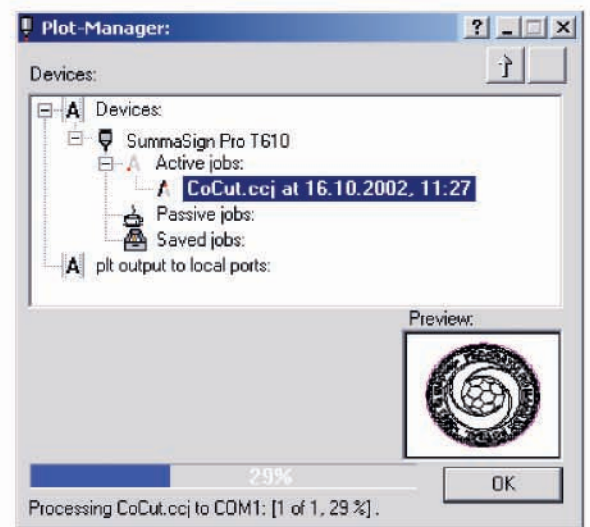 Plot-Manager:
Devices:
Devices:
SummaSign Pro T610
Active jobs:
CoCut.ccj at 16.10.2002, 11:27
Passive jobs:
Saved jobs:
plt output to local ports:
Preview:
29%
OK
Processing CoCut.ccj to COM1: [1 of 1, 29 %] .